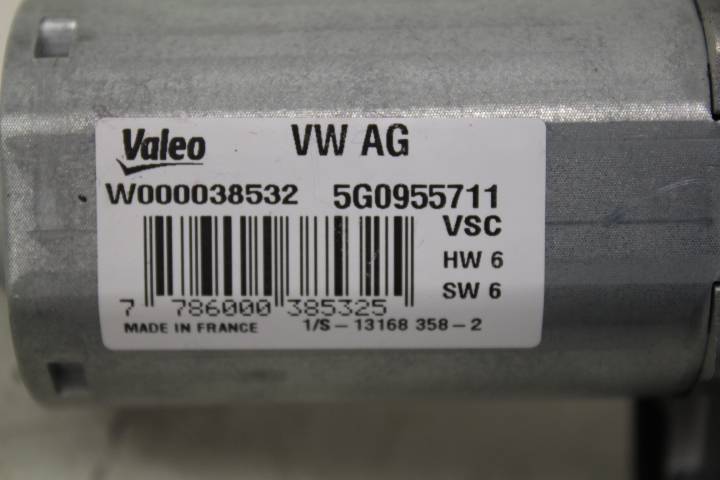 Valeo VW AG
W000038532 5G0955711
VSC
HW 6
SW 6
7 786000 385325
MADE IN FRANCE 1/S-13168 358-2